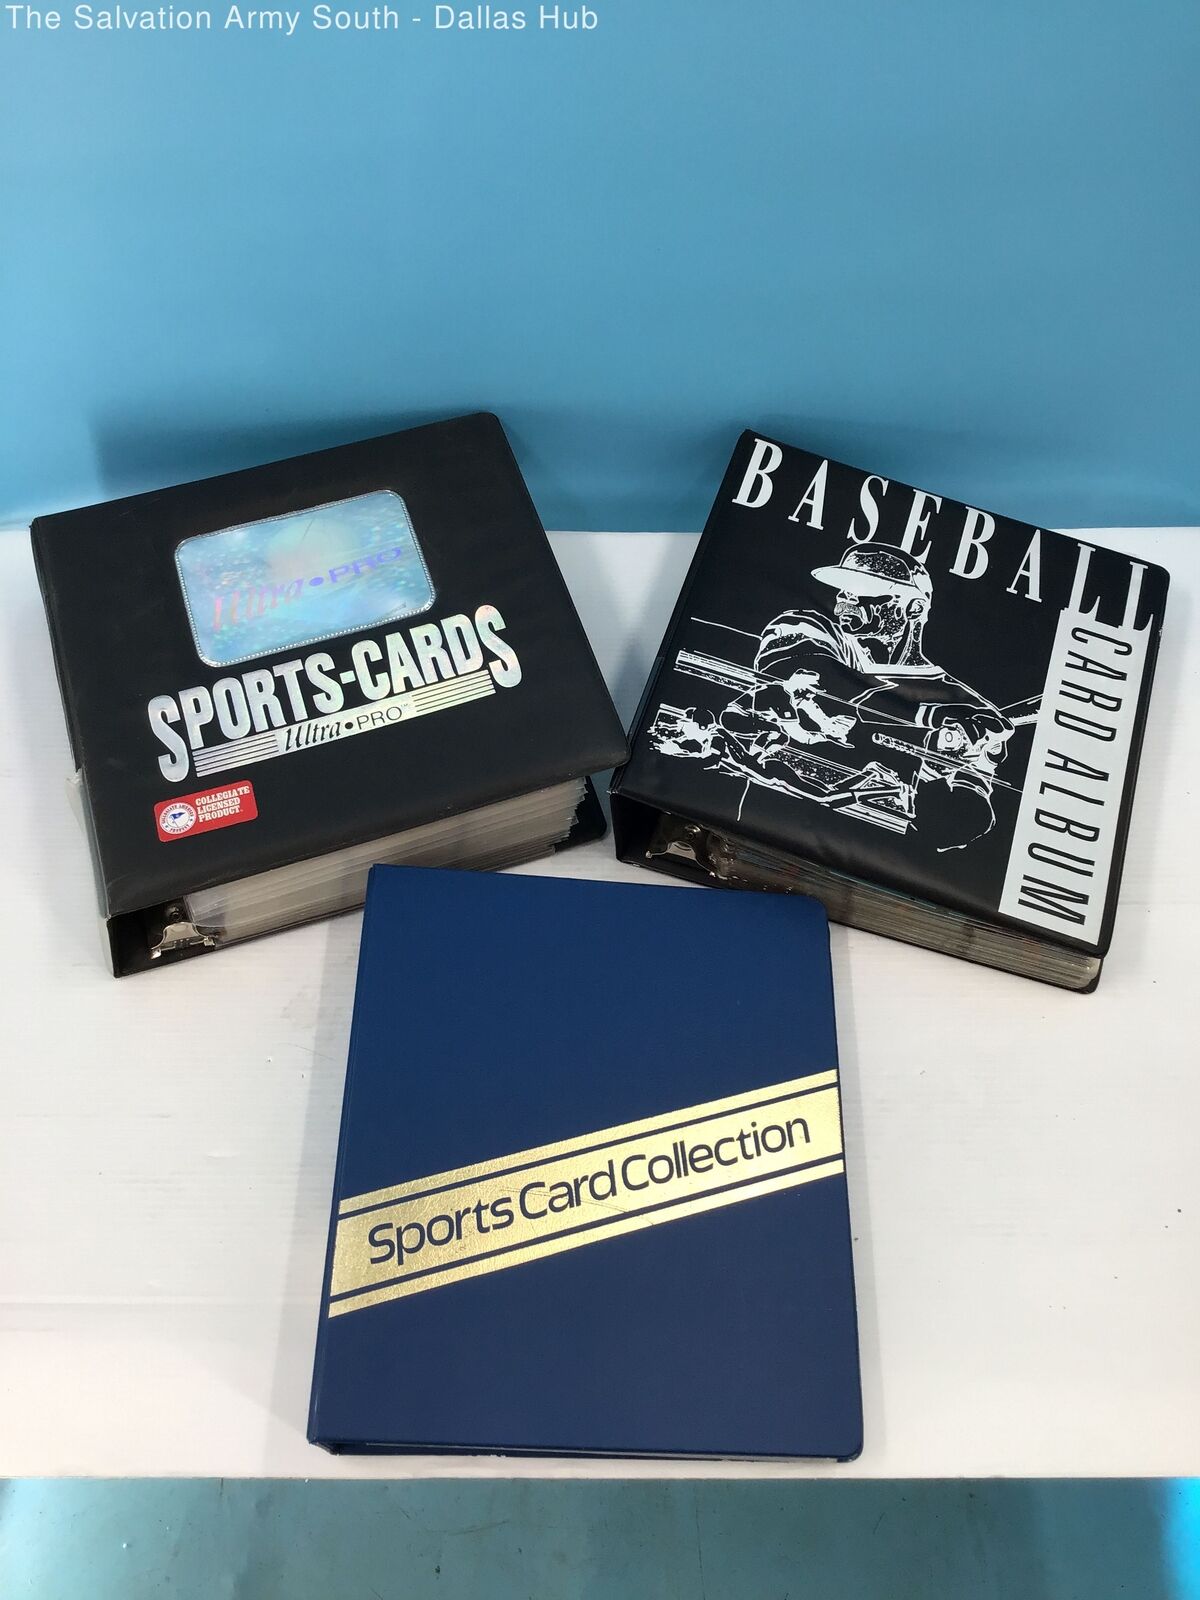 The Salvation Army South - Dallas Hub
Ultra•PRO
SPORTS-CARDS
Ultra•PRO™
COLLEGIATE
LICENSED
PRODUCT
BASEBALL
CARD ALBUM
Sports Card Collection